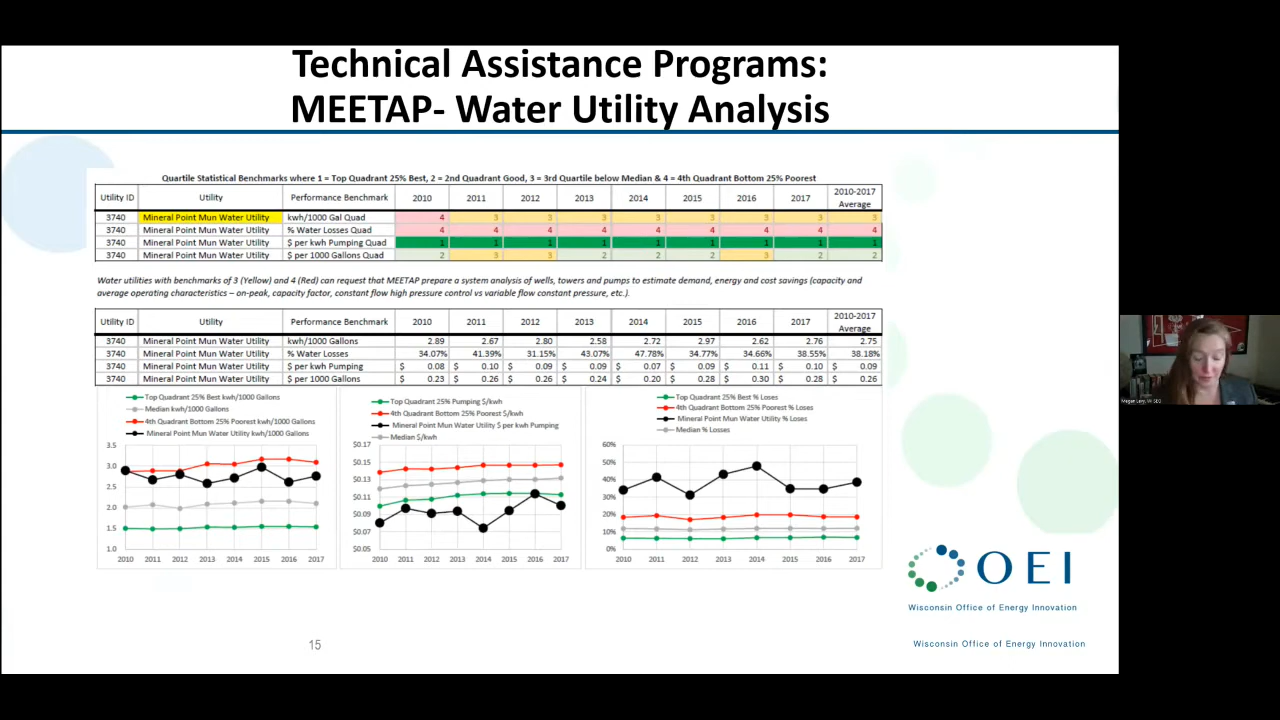 Technical Assistance Programs:
MEETAP- Water Utility Analysis
Quartile Statistical Benchmarks where 1 = Top Quadrant 25% Best, 2 = 2nd Quadrant Good, 3 = 3rd Quartile below Median & 4 = 4th Quadrant Bottom 25% Poorest
Utility ID Utility Performance Benchmark 2010 2011 2012 2013 2014 2015 2016 2017 2010-2017 Average
3740 Mineral Point Mun Water Utility kwh/1000 Gal Quad 4 3 3 3 3 3 3 3 3
3740 Mineral Point Mun Water Utility % Water Losses Quad 4 4 4 4 4 4 4 4 4
3740 Mineral Point Mun Water Utility $ per kwh Pumping Quad 1 1 1 1 1 1 1 1 1
3740 Mineral Point Mun Water Utility $ per 1000 Gallons Quad 2 3 3 2 2 2 3 2 2
Water utilities with benchmarks of 3 (Yellow) and 4 (Red) can request that MEETAP prepare a system analysis of wells, towers and pumps to estimate demand, energy and cost savings (capacity and
average operating characteristics – on-peak, capacity factor, constant flow high pressure control vs variable flow constant pressure, etc.).
Utility ID Utility Performance Benchmark 2010 2011 2012 2013 2014 2015 2016 2017 2010-2017 Average
3740 Mineral Point Mun Water Utility kwh/1000 Gallons 2.89 2.67 2.80 2.58 2.72 2.97 2.62 2.76 2.75
3740 Mineral Point Mun Water Utility % Water Losses 34.07% 41.39% 31.15% 43.07% 47.78% 34.77% 34.66% 38.55% 38.18%
3740 Mineral Point Mun Water Utility $ per kwh Pumping $ 0.08 $ 0.10 $ 0.09 $ 0.09 $ 0.07 $ 0.09 $ 0.11 $ 0.10 $ 0.09
3740 Mineral Point Mun Water Utility $ per 1000 Gallons $ 0.23 $ 0.26 $ 0.26 $ 0.24 $ 0.20 $ 0.28 $ 0.30 $ 0.28 $ 0.26
Top Quadrant 25% Best kwh/1000 Gallons
Median kwh/1000 Gallons
4th Quadrant Bottom 25% Poorest kwh/1000 Gallons
Mineral Point Mun Water Utility kwh/1000 Gallons
3.5
3.0
2.5
2.0
1.5
1.0
2010 2011 2012 2013 2014 2015 2016 2017
Top Quadrant 25% Pumping $/kwh
4th Quadrant Bottom 25% Poorest $/kwh
Mineral Point Mun Water Utility $ per kwh Pumping
Median $/kwh
$0.17
$0.15
$0.13
$0.11
$0.09
$0.07
$0.05
2010 2011 2012 2013 2014 2015 2016 2017
Top Quadrant 25% Best % Loses
4th Quadrant Bottom 25% Poorest % Loses
Mineral Point Mun Water Utility % Loses
Median % Losses
60%
50%
40%
30%
20%
10%
0%
2010 2011 2012 2013 2014 2015 2016 2017
OEI
Wisconsin Office of Energy Innovation
15
Wisconsin Office of Energy Innovation